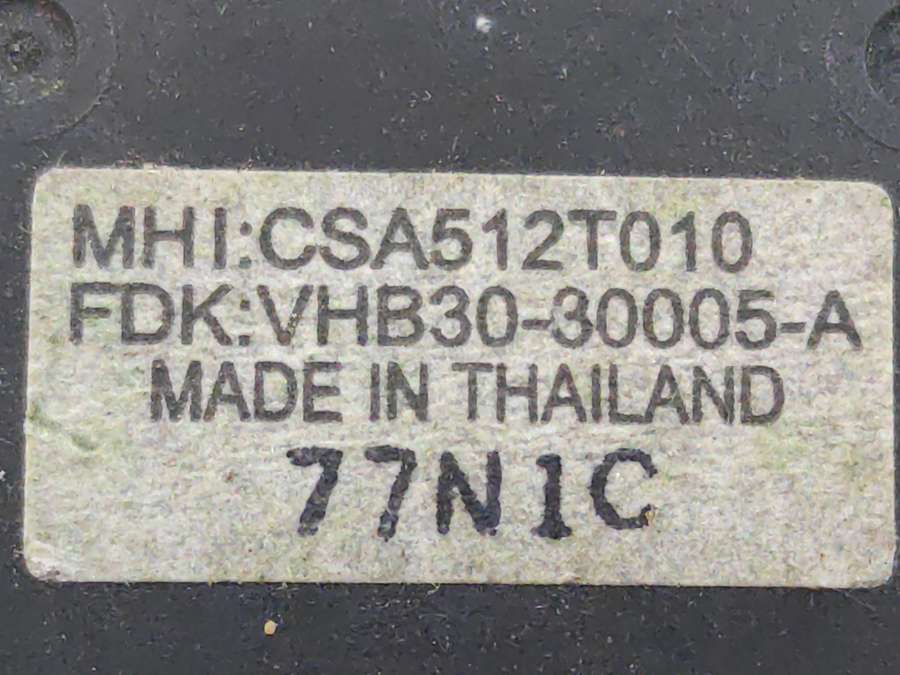 MHI:CSA512T010
FDK:VHB30-30005-A
MADE IN THAILAND
77N1C